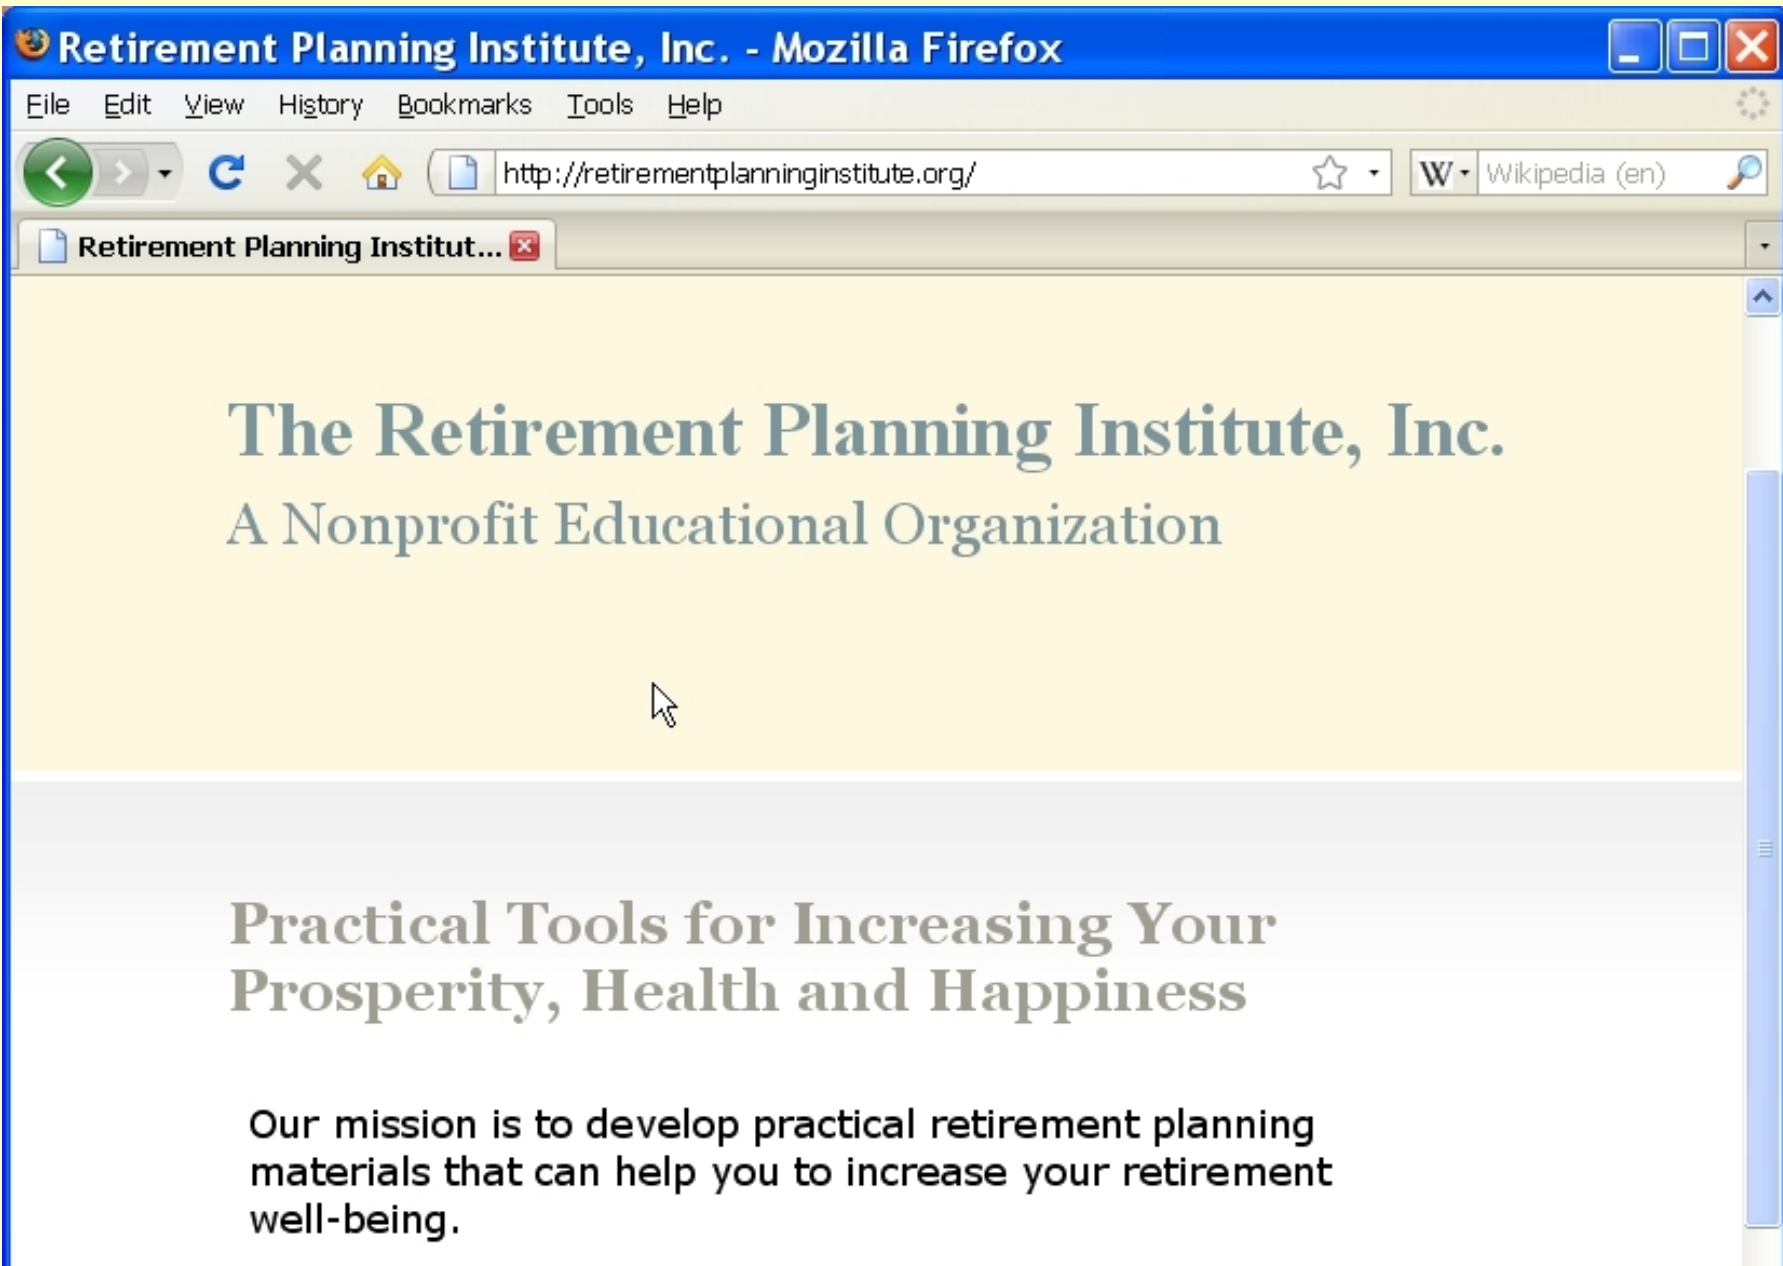 Retirement Planning Institute, Inc. - Mozilla Firefox
File Edit View History Bookmarks Tools Help
http://retirementplanninginstitute.org/ W Wikipedia (en)
Retirement Planning Institut...
The Retirement Planning Institute, Inc.
A Nonprofit Educational Organization
Practical Tools for Increasing Your
Prosperity, Health and Happiness
Our mission is to develop practical retirement planning
materials that can help you to increase your retirement
well-being.